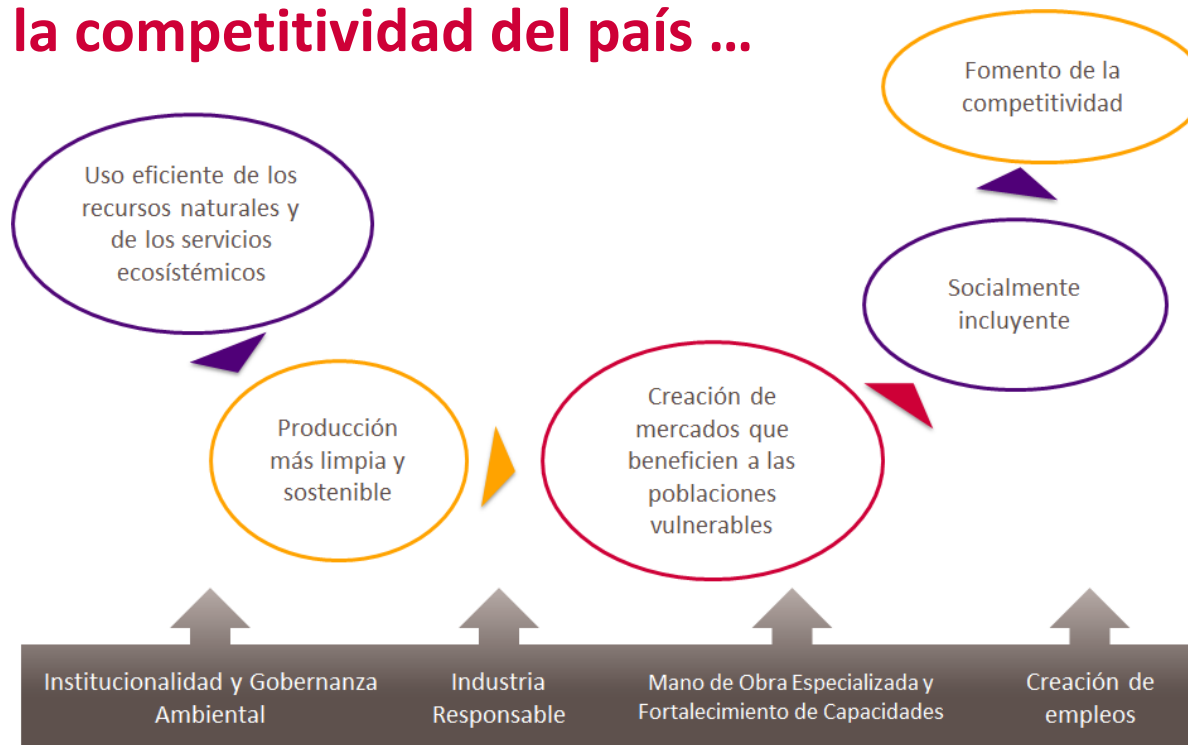 la competitividad del país ...
Uso eficiente de los
recursos naturales y
de los servicios
ecosístémicos
Producción
más limpia y
sostenible
Creación de
mercados que
beneficien a las
poblaciones
vulnerables
Socialmente
incluyente
Fomento de la
competitividad
Institucionalidad y Gobernanza
Ambiental
Industria
Responsable
Mano de Obra Especializada y
Fortalecimiento de Capacidades
Creación de
empleos